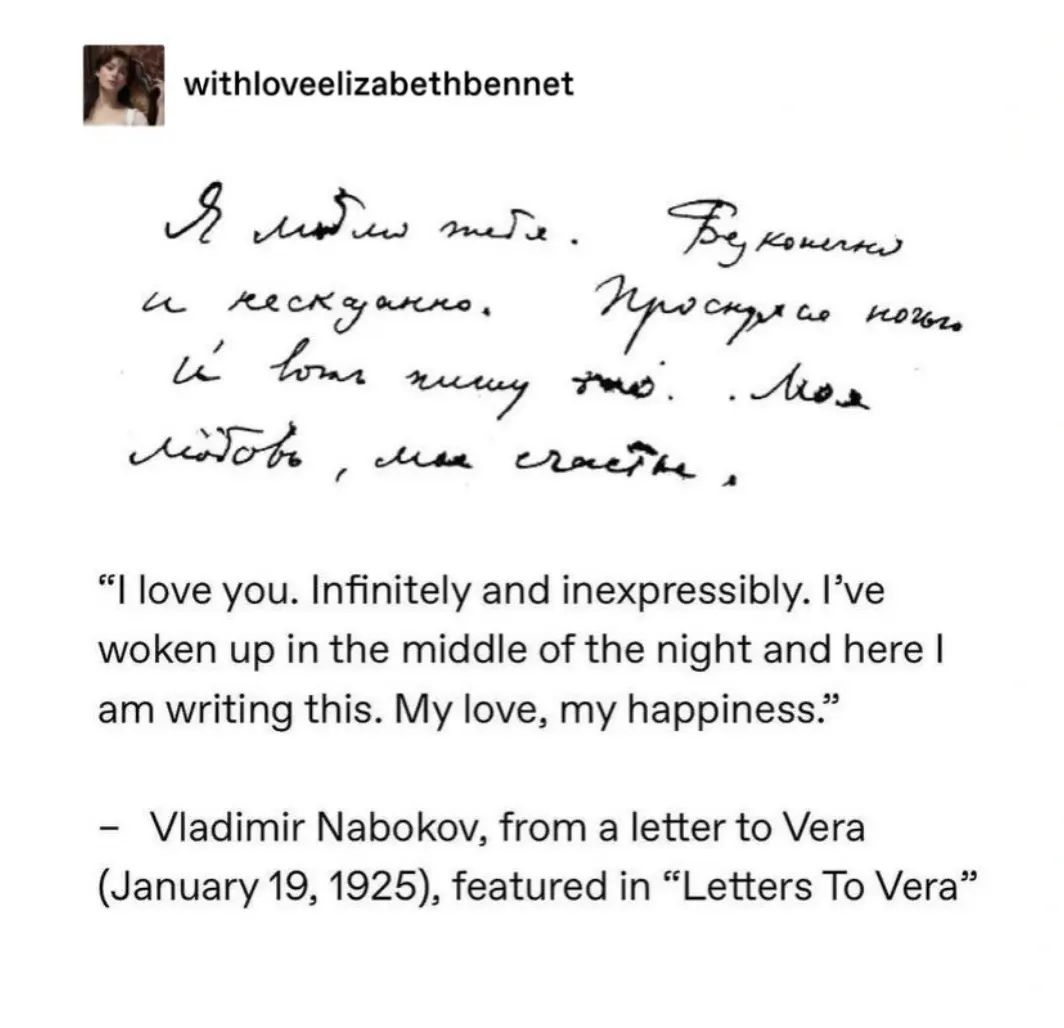 withloveelizabethbennet
Я люблю тебя. Бесконечно
и несказанно. Проснулся ночью
и вот пишу это. Моя
любовь, мое счастье.
“I love you. Infinitely and inexpressibly. I’ve
woken up in the middle of the night and here I
am writing this. My love, my happiness.”
– Vladimir Nabokov, from a letter to Vera
(January 19, 1925), featured in “Letters To Vera”